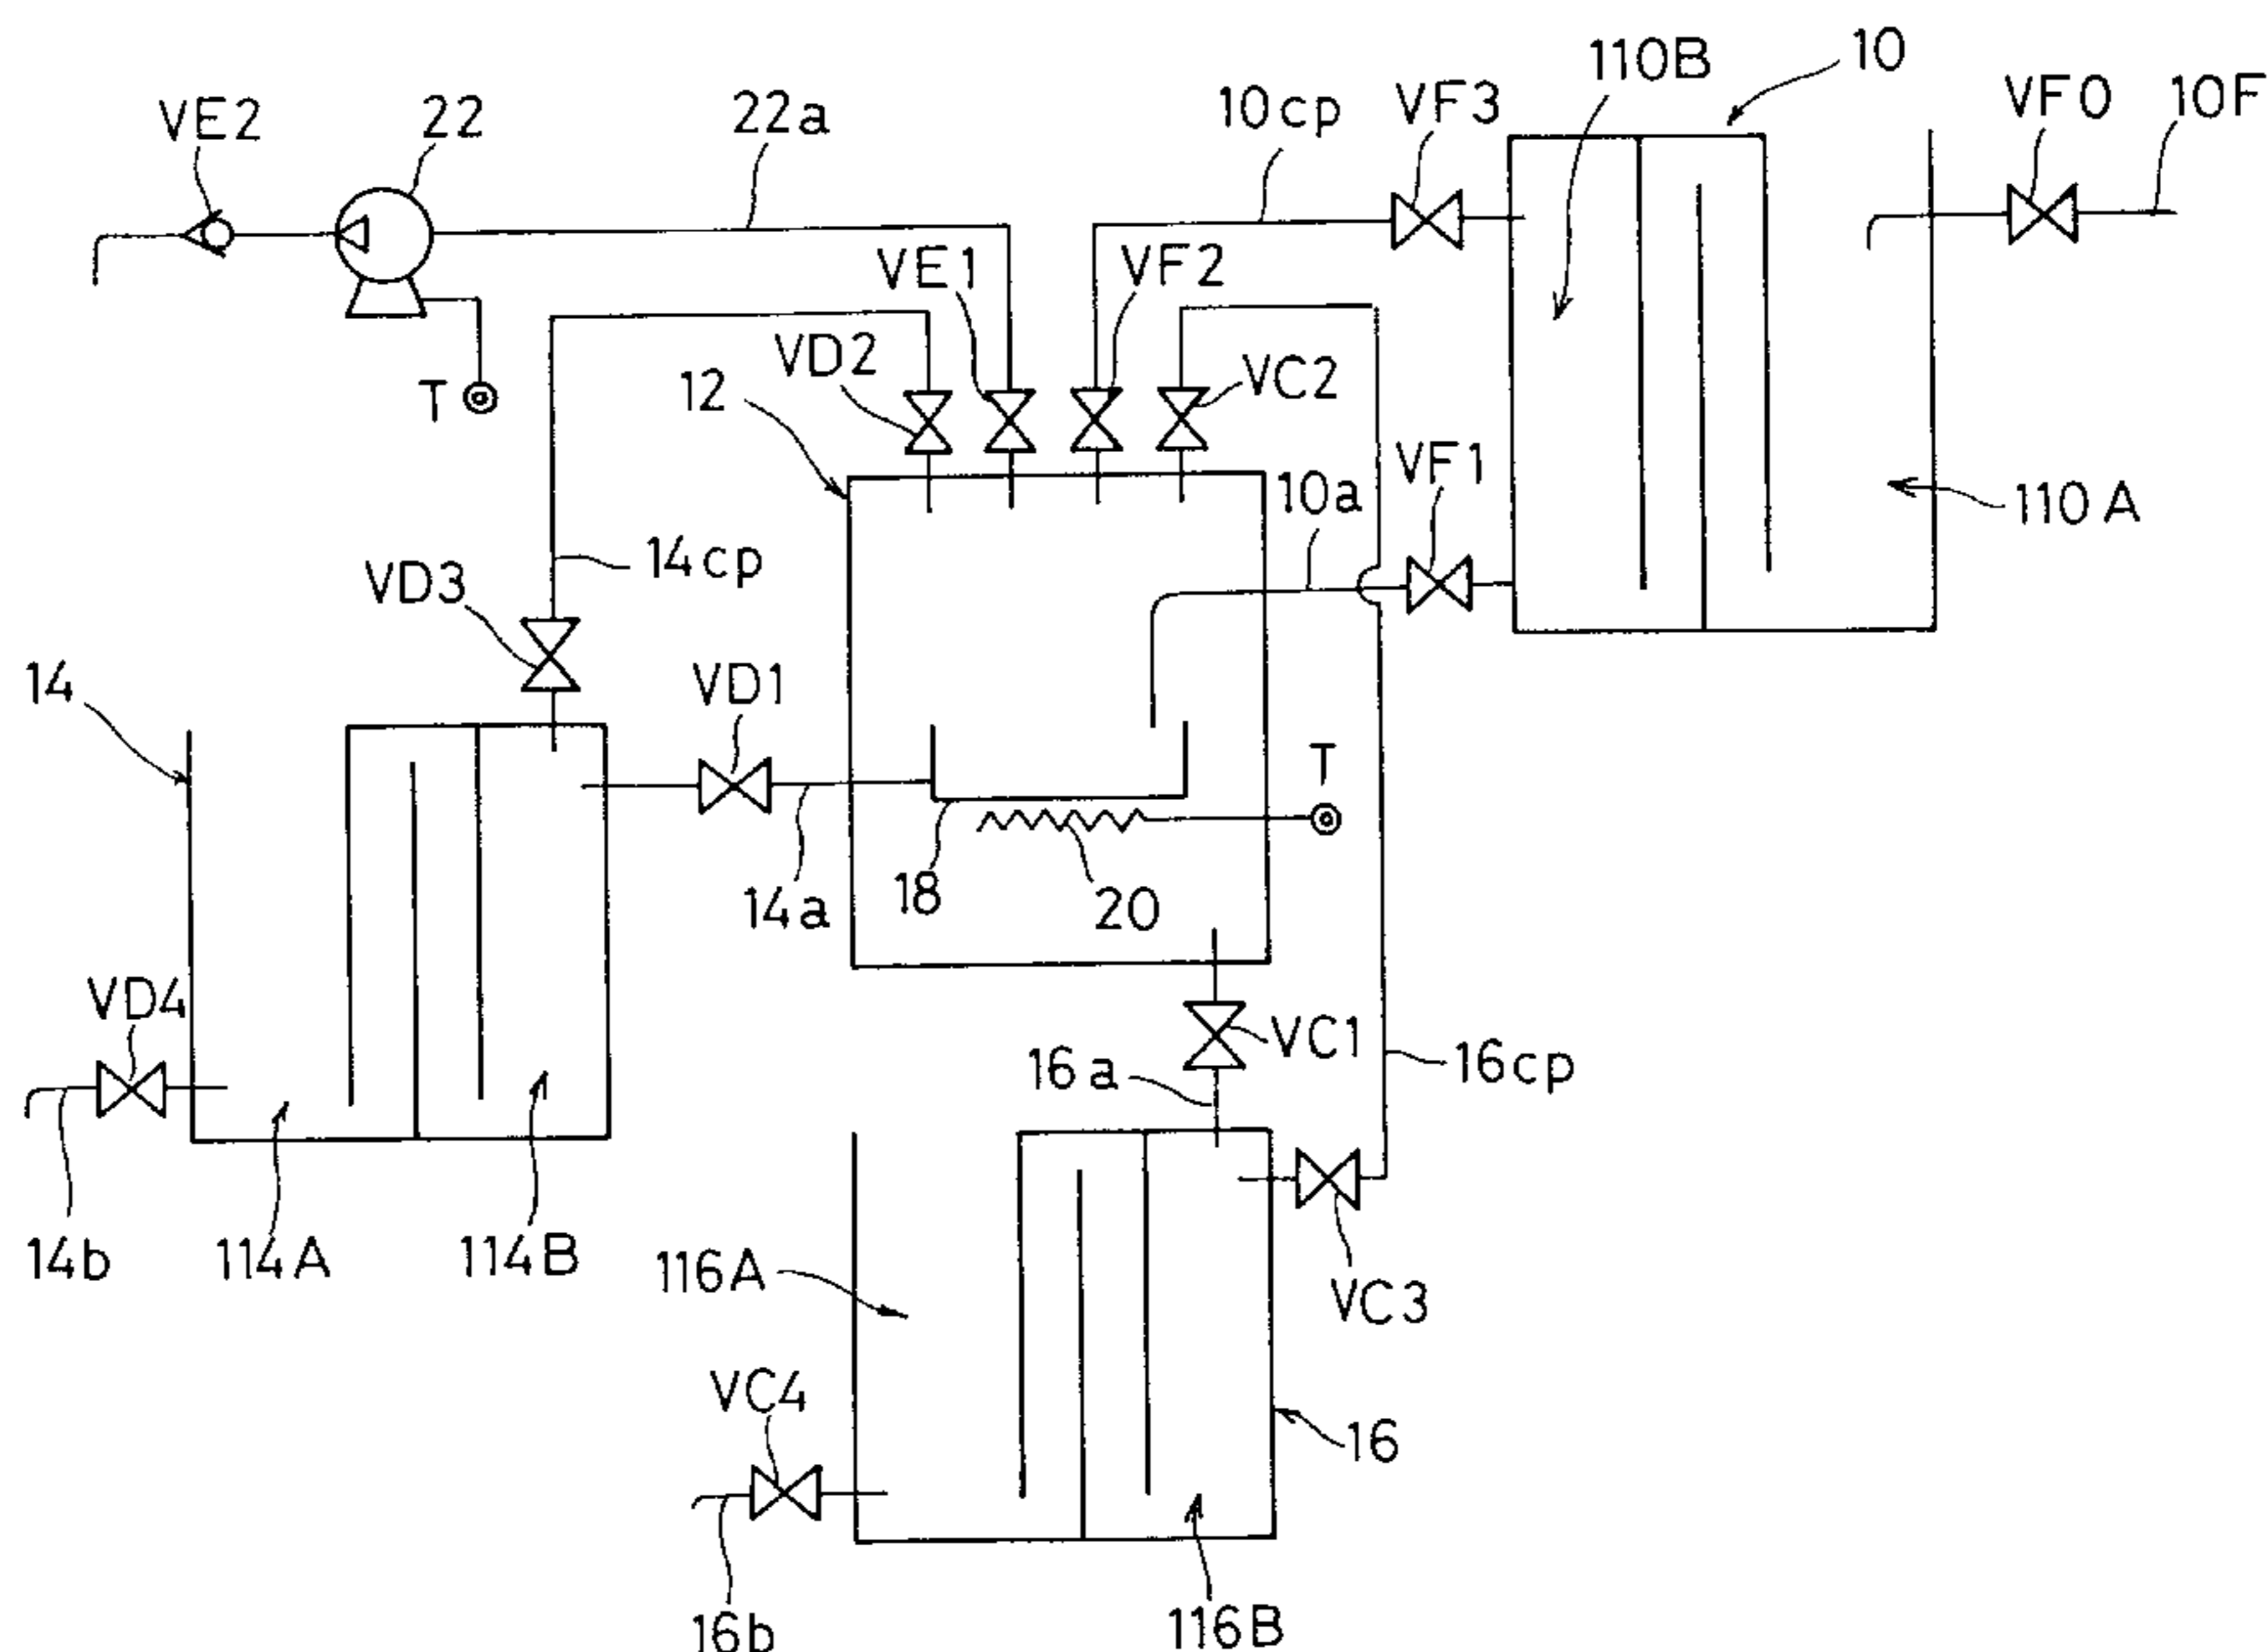 110B
10
VE2
22
22a
10cp
VF3
VF0
10F
VE1
VF2
VD2
12
VC2
T
10a
VF1
110A
14cp
VD3
14
VD1
T
14a
18
20
VD4
VC1
16a
16cp
14b
114A
114B
116A
VC3
VC4
16
16b
116B